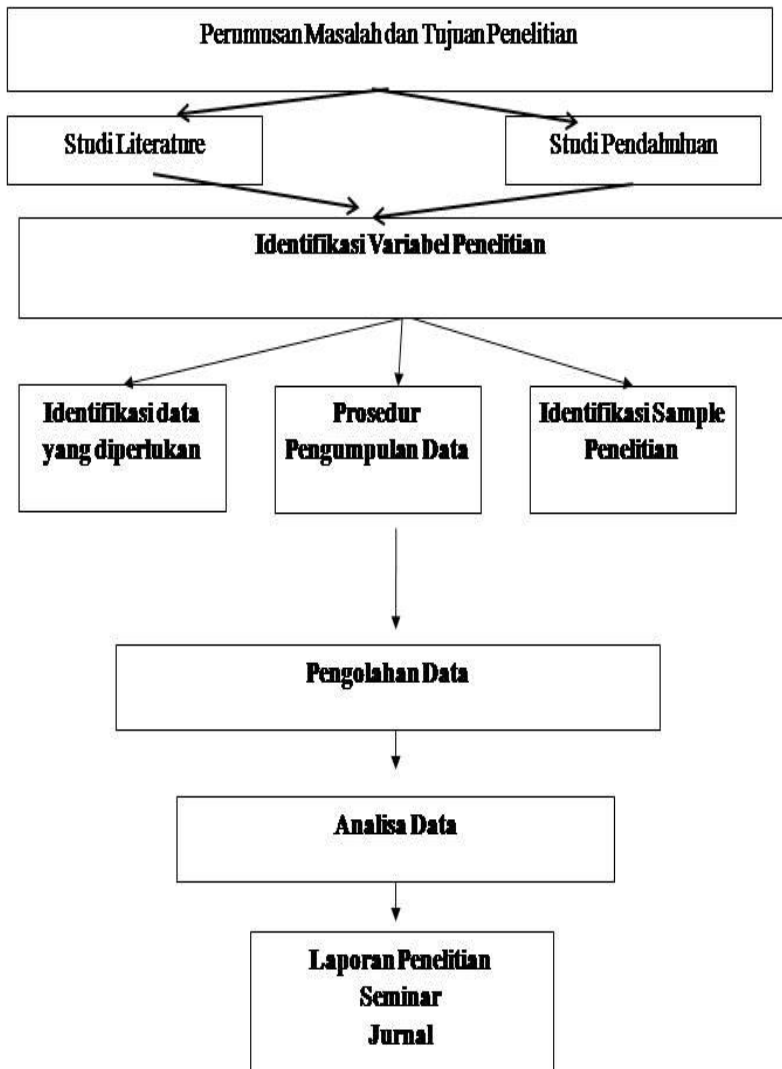 Perumusan Masalah dan Tujuan Penelitian
Studi Literature
Studi Pendahuluan
Identifikasi Variabel Penelitian
Identifikasi data
yang diperlukan
Prosedur
Pengumpulan Data
Identifikasi Sample
Penelitian
Pengolahan Data
Analisa Data
Laporan Penelitian
Seminar
Jurnal